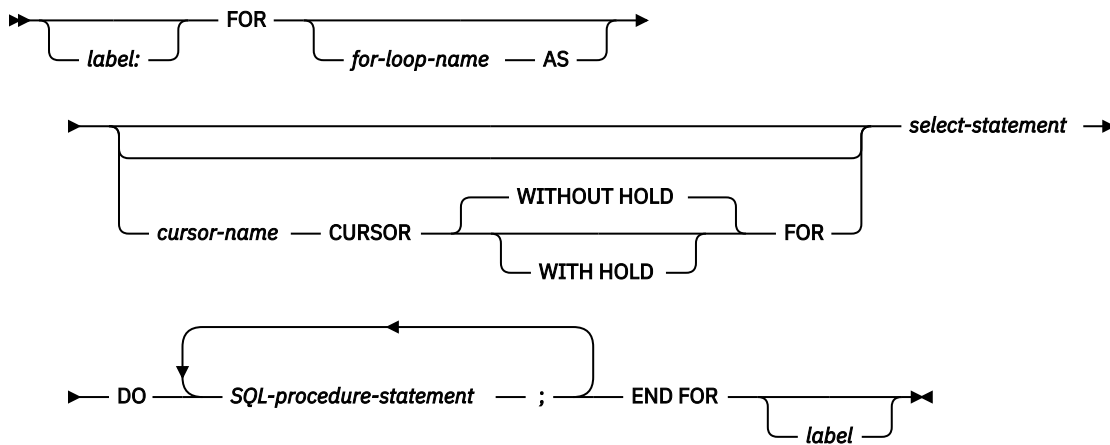 FOR
label: for-loop-name AS
select-statement
WITHOUT HOLD
cursor-name CURSOR FOR
WITH HOLD
DO SQL-procedure-statement ; END FOR
label